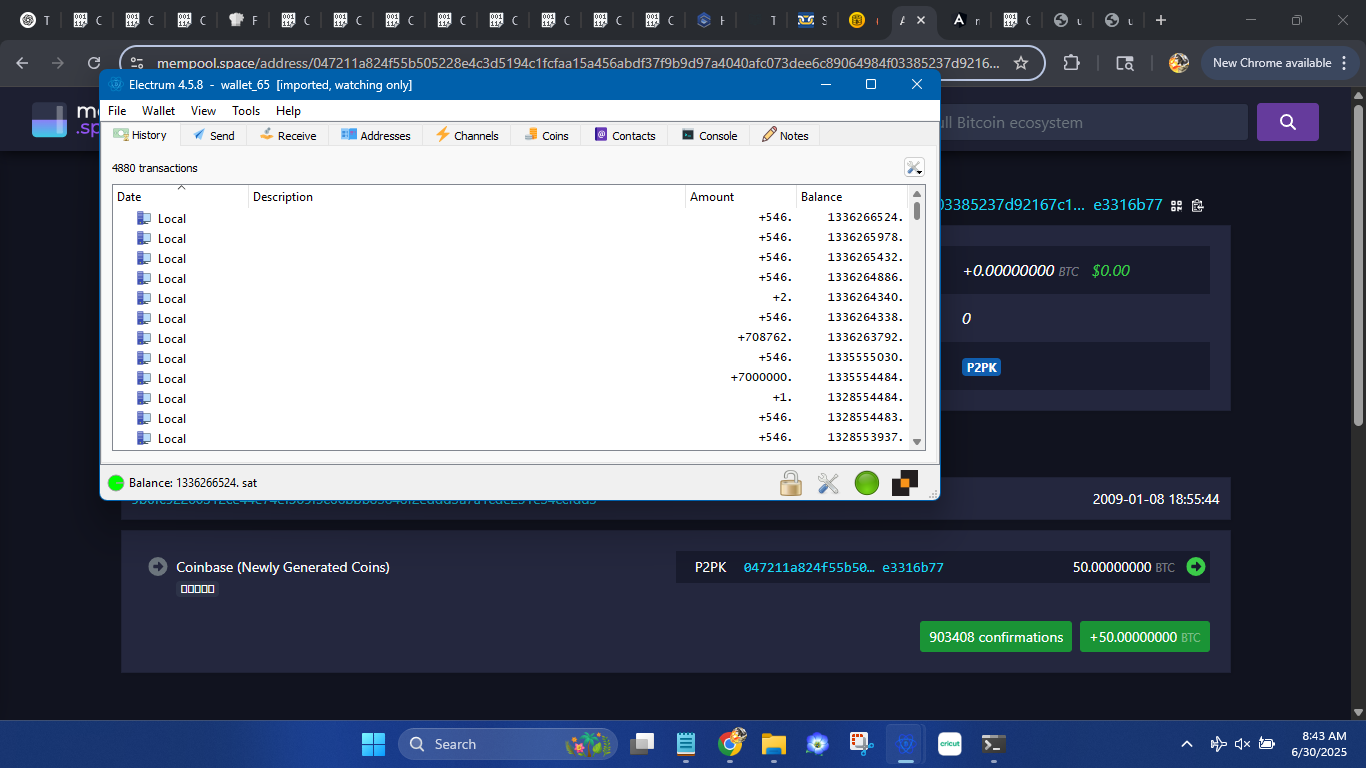 New Chrome available
mempool.space/address/047211a824f55b505228e4c3d5194c1fcfaa15a456abdf37f9b9d97a4040afc073dee6c89064984f03385237d9216...
Electrum 4.5.8 - wallet_65 [imported, watching only]
File Wallet View Tools Help
History Send Receive Addresses Channels Coins Contacts Console Notes
4880 transactions
Date Description Amount Balance
Local +546. 1336266524.
Local +546. 1336265978.
Local +546. 1336265432.
Local +546. 1336264886.
Local +2. 1336264340.
Local +546. 1336264338.
Local +708762. 1336263792.
Local +546. 1335555030.
Local +7000000. 1335554484.
Local +1. 1328554484.
Local +546. 1328554483.
Local +546. 1328553937.
Balance: 1336266524. sat
ull Bitcoin ecosystem
03385237d92167c1... e3316b77
+0.00000000 BTC $0.00
0
P2PK
2009-01-08 18:55:44
Coinbase (Newly Generated Coins)
P2PK 047211a824f55b50... e3316b77 50.00000000 BTC
903408 confirmations +50.00000000 BTC
Search
cricut
8:43 AM
6/30/2025